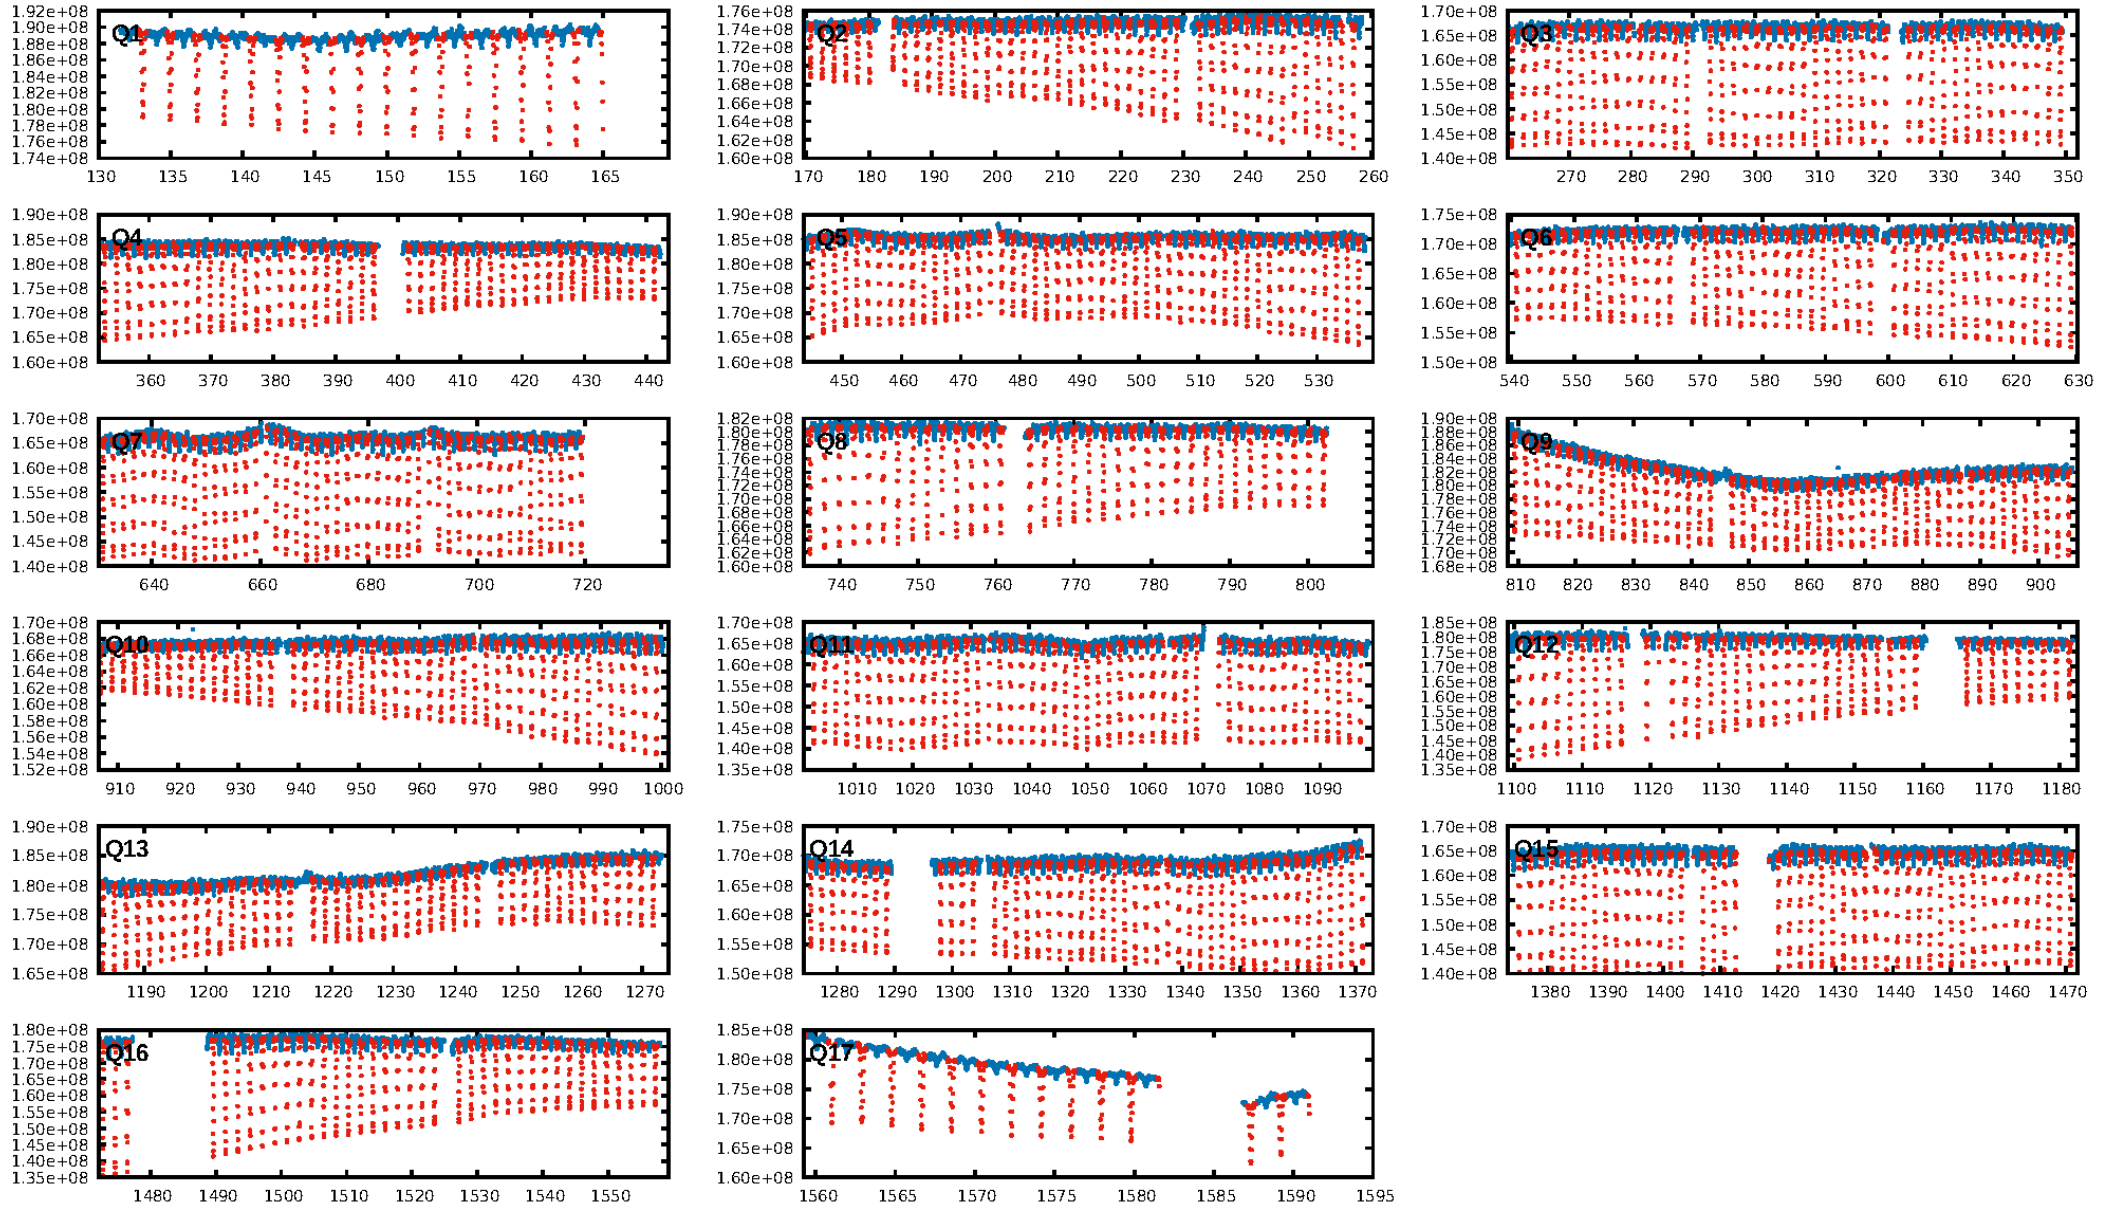 1.92e+08 1.90e+08 1.88e+08 1.86e+08 1.84e+08 1.82e+08 1.80e+08 1.78e+08 1.76e+08 1.74e+08
Q1
130 135 140 145 150 155 160 165
1.76e+08 1.74e+08 1.72e+08 1.70e+08 1.68e+08 1.66e+08 1.64e+08 1.62e+08 1.60e+08
Q2
170 180 190 200 210 220 230 240 250 260
1.70e+08 1.65e+08 1.60e+08 1.55e+08 1.50e+08 1.45e+08 1.40e+08
Q3
270 280 290 300 310 320 330 340 350
1.90e+08 1.85e+08 1.80e+08 1.75e+08 1.70e+08 1.65e+08 1.60e+08
Q4
360 370 380 390 400 410 420 430 440
1.90e+08 1.85e+08 1.80e+08 1.75e+08 1.70e+08 1.65e+08 1.60e+08
Q5
450 460 470 480 490 500 510 520 530
1.75e+08 1.70e+08 1.65e+08 1.60e+08 1.55e+08 1.50e+08
Q6
540 550 560 570 580 590 600 610 620 630
1.70e+08 1.65e+08 1.60e+08 1.55e+08 1.50e+08 1.45e+08 1.40e+08
Q7
640 660 680 700 720
1.82e+08 1.80e+08 1.78e+08 1.76e+08 1.74e+08 1.72e+08 1.70e+08 1.68e+08 1.66e+08 1.64e+08 1.62e+08 1.60e+08
Q8
740 750 760 770 780 790 800
1.90e+08 1.88e+08 1.86e+08 1.84e+08 1.82e+08 1.80e+08 1.78e+08 1.76e+08 1.74e+08 1.72e+08 1.70e+08 1.68e+08
Q9
810 820 830 840 850 860 870 880 890 900
1.70e+08 1.68e+08 1.66e+08 1.64e+08 1.62e+08 1.60e+08 1.58e+08 1.56e+08 1.54e+08 1.52e+08
Q10
910 920 930 940 950 960 970 980 990 1000
1.70e+08 1.65e+08 1.60e+08 1.55e+08 1.50e+08 1.45e+08 1.40e+08 1.35e+08
Q11
1010 1020 1030 1040 1050 1060 1070 1080 1090
1.85e+08 1.80e+08 1.75e+08 1.70e+08 1.65e+08 1.60e+08 1.55e+08 1.50e+08 1.45e+08 1.40e+08 1.35e+08
Q12
1100 1110 1120 1130 1140 1150 1160 1170 1180
1.90e+08 1.85e+08 1.80e+08 1.75e+08 1.70e+08 1.65e+08
Q13
1190 1200 1210 1220 1230 1240 1250 1260 1270
1.75e+08 1.70e+08 1.65e+08 1.60e+08 1.55e+08 1.50e+08
Q14
1280 1290 1300 1310 1320 1330 1340 1350 1360 1370
1.70e+08 1.65e+08 1.60e+08 1.55e+08 1.50e+08 1.45e+08 1.40e+08
Q15
1380 1390 1400 1410 1420 1430 1440 1450 1460 1470
1.80e+08 1.75e+08 1.70e+08 1.65e+08 1.60e+08 1.55e+08 1.50e+08 1.45e+08 1.40e+08 1.35e+08
Q16
1480 1490 1500 1510 1520 1530 1540 1550
1.85e+08 1.80e+08 1.75e+08 1.70e+08 1.65e+08 1.60e+08
Q17
1560 1565 1570 1575 1580 1585 1590 1595